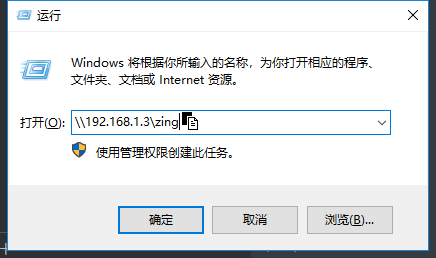 运行
Windows 将根据你所输入的名称，为你打开相应的程序、
文件夹、文档或 Internet 资源。
打开(O): \\192.168.1.3\zing
使用管理权限创建此任务。
确定 取消 浏览(B)...